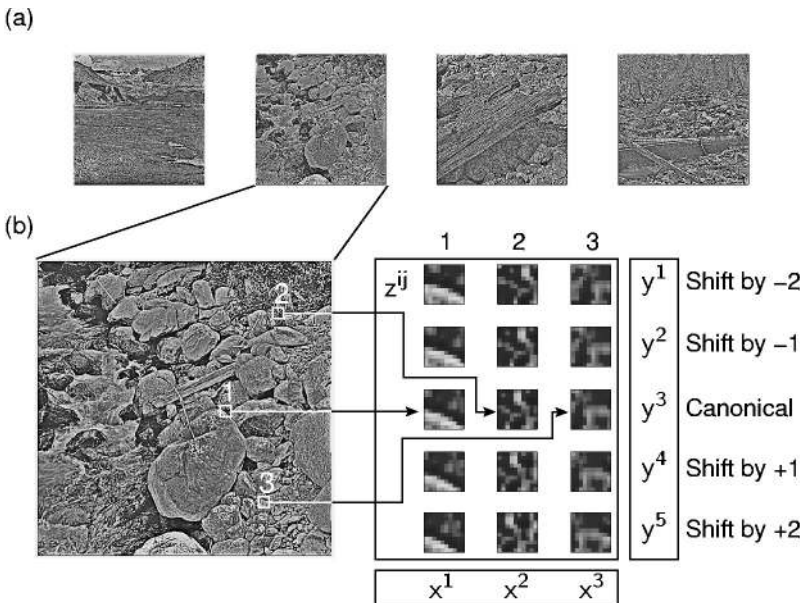 (a)
(b)
1 2 3
2
1
3
z^ij
y^1 Shift by −2
y^2 Shift by −1
y^3 Canonical
y^4 Shift by +1
y^5 Shift by +2
x^1 x^2 x^3